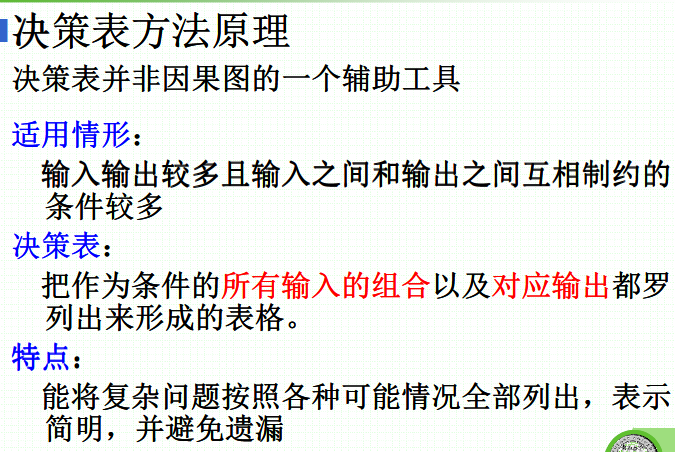 决策表方法原理
决策表并非因果图的一个辅助工具
适用情形：
输入输出较多且输入之间和输出之间互相制约的
条件较多
决策表：
把作为条件的所有输入的组合以及对应输出都罗
列出来形成的表格。
特点：
能将复杂问题按照各种可能情况全部列出，表示
简明，并避免遗漏